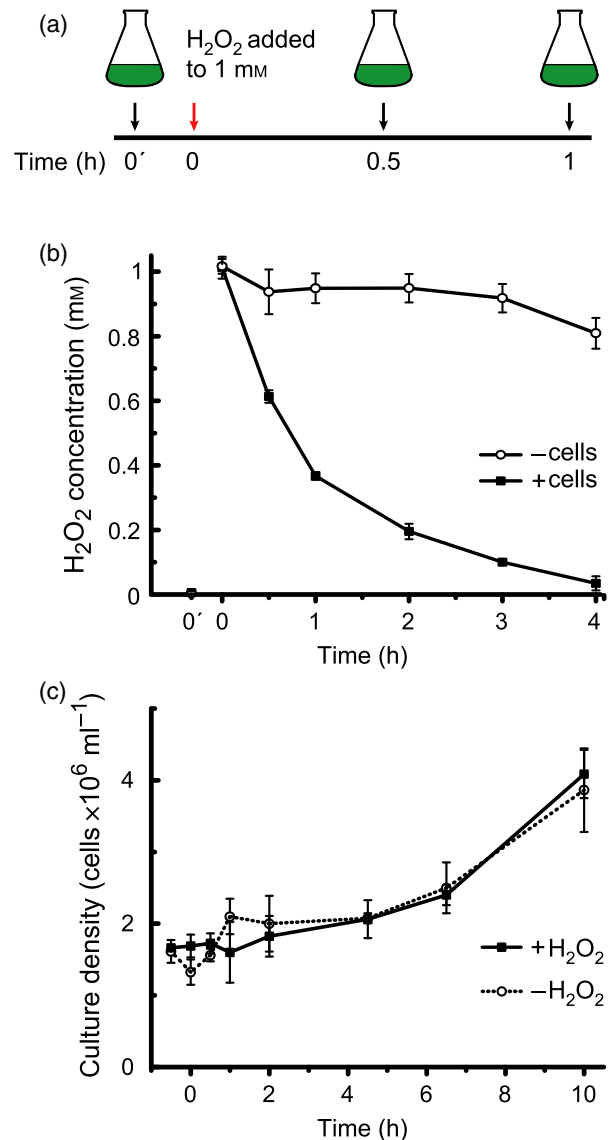 (a)
H₂O₂ added
to 1 mM
Time (h) 0´ 0 0.5 1
(b)
H₂O₂ concentration (mM)
1
0.8
0.6
0.4
0.2
0
–cells
+cells
0´ 0 1 2 3 4
Time (h)
(c)
Culture density (cells ×10⁶ ml⁻¹)
4
2
0
+H₂O₂
–H₂O₂
0 2 4 6 8 10
Time (h)